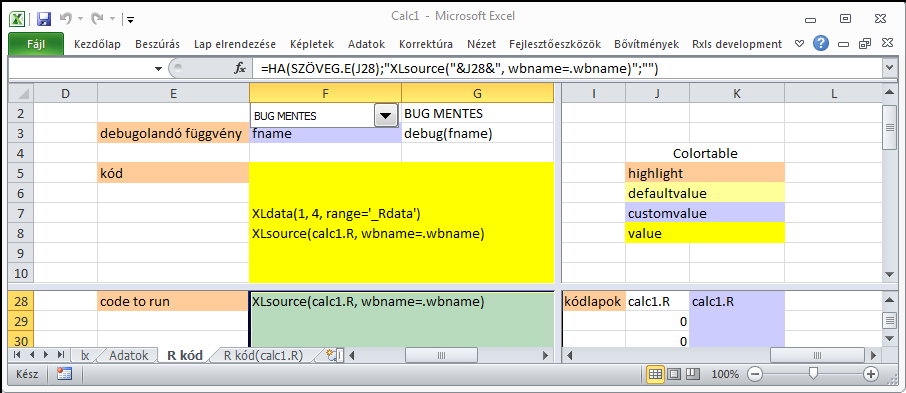 Calc1 - Microsoft Excel
Fájl Kezdőlap Beszúrás Lap elrendezése Képletek Adatok Korrektúra Nézet Fejlesztőeszközök Bővítmények Rxls development
fx =HA(SZÖVEG.E(J28);"XLsource("&J28&", wbname=.wbname)";"")
D E F G I J K L
2 BUG MENTES BUG MENTES
3 debugolandó függvény fname debug(fname)
4 Colortable
5 kód highlight
6 defaultvalue
7 XLdata(1, 4, range='_Rdata') customvalue
8 XLsource(calc1.R, wbname=.wbname) value
9
10
28 code to run XLsource(calc1.R, wbname=.wbname) kódlapok calc1.R calc1.R
29 0
30 0
lx Adatok R kód R kód(calc1.R)
Kész 100%